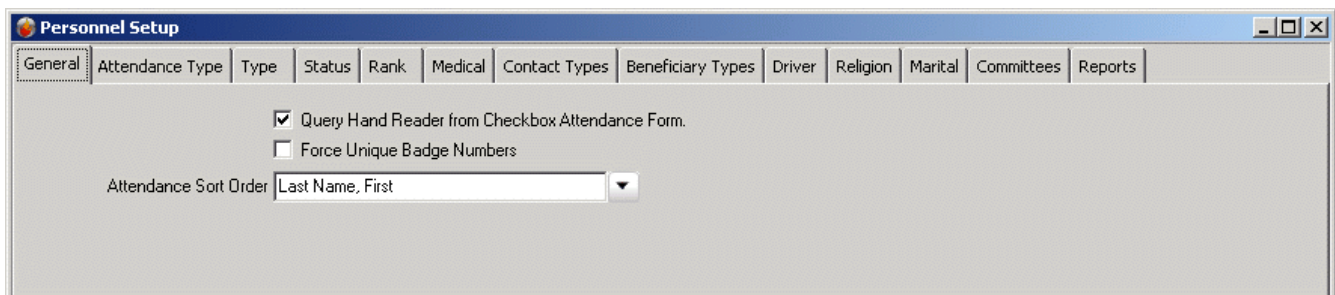 Personnel Setup
General Attendance Type Type Status Rank Medical Contact Types Beneficiary Types Driver Religion Marital Committees Reports
Query Hand Reader from Checkbox Attendance Form.
Force Unique Badge Numbers
Attendance Sort Order Last Name, First